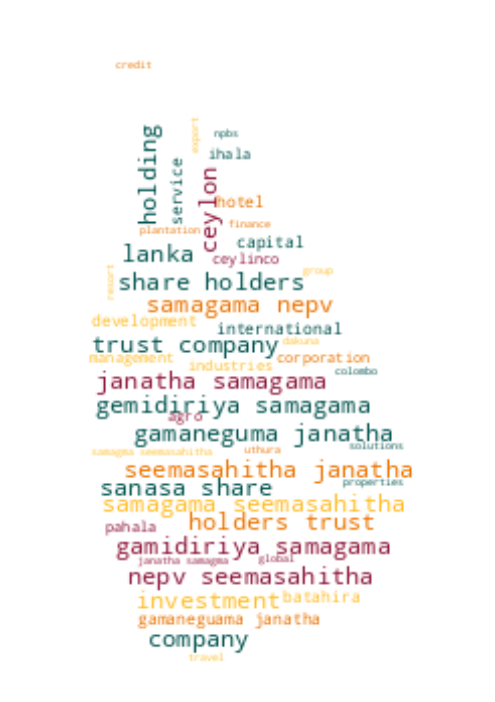 credit
holding
service
export
npbs
ihala
ceylon
hotel
plantation
finance
capital
lanka
ceylinco
resort
group
share holders
samagama nepv
development
international
trust company
dakuna
management
corporation
industries
colombo
janatha samagama
gemidiriya samagama
agro
gamaneguma janatha
solutions
samagma seemasahitha
uthura
seemasahitha janatha
sanasa share
properties
samagama seemasahitha
holders trust
pahala
gamidiriya samagama
janatha samagma
global
nepv seemasahitha
investment
batahira
gamaneguama janatha
company
travel